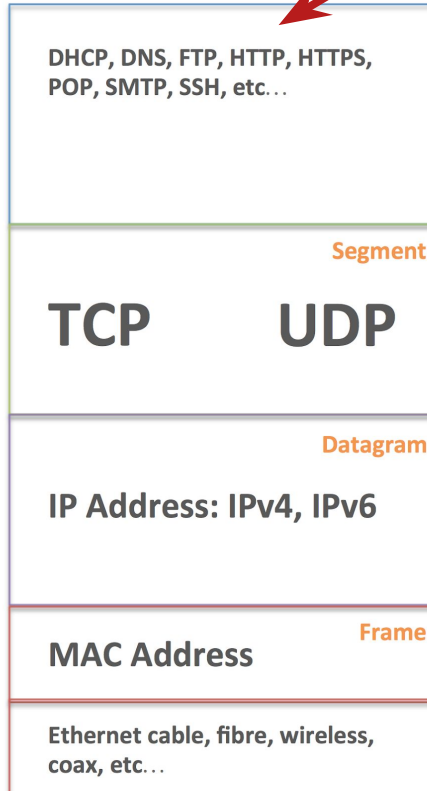 DHCP, DNS, FTP, HTTP, HTTPS,
POP, SMTP, SSH, etc...
Segment
TCP UDP
Datagram
IP Address: IPv4, IPv6
Frame
MAC Address
Ethernet cable, fibre, wireless,
coax, etc...